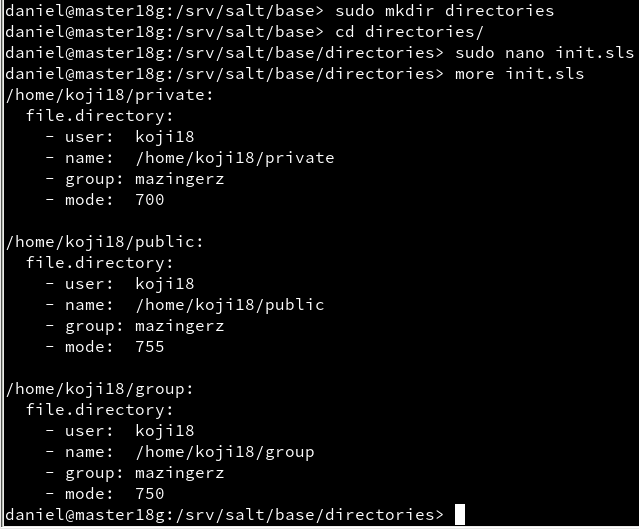 daniel@master18g:/srv/salt/base> sudo mkdir directories
daniel@master18g:/srv/salt/base> cd directories/
daniel@master18g:/srv/salt/base/directories> sudo nano init.sls
daniel@master18g:/srv/salt/base/directories> more init.sls
/home/koji18/private:
  file.directory:
    - user:  koji18
    - name:  /home/koji18/private
    - group: mazingerz
    - mode:  700

/home/koji18/public:
  file.directory:
    - user:  koji18
    - name:  /home/koji18/public
    - group: mazingerz
    - mode:  755

/home/koji18/group:
  file.directory:
    - user:  koji18
    - name:  /home/koji18/group
    - group: mazingerz
    - mode:  750
daniel@master18g:/srv/salt/base/directories>